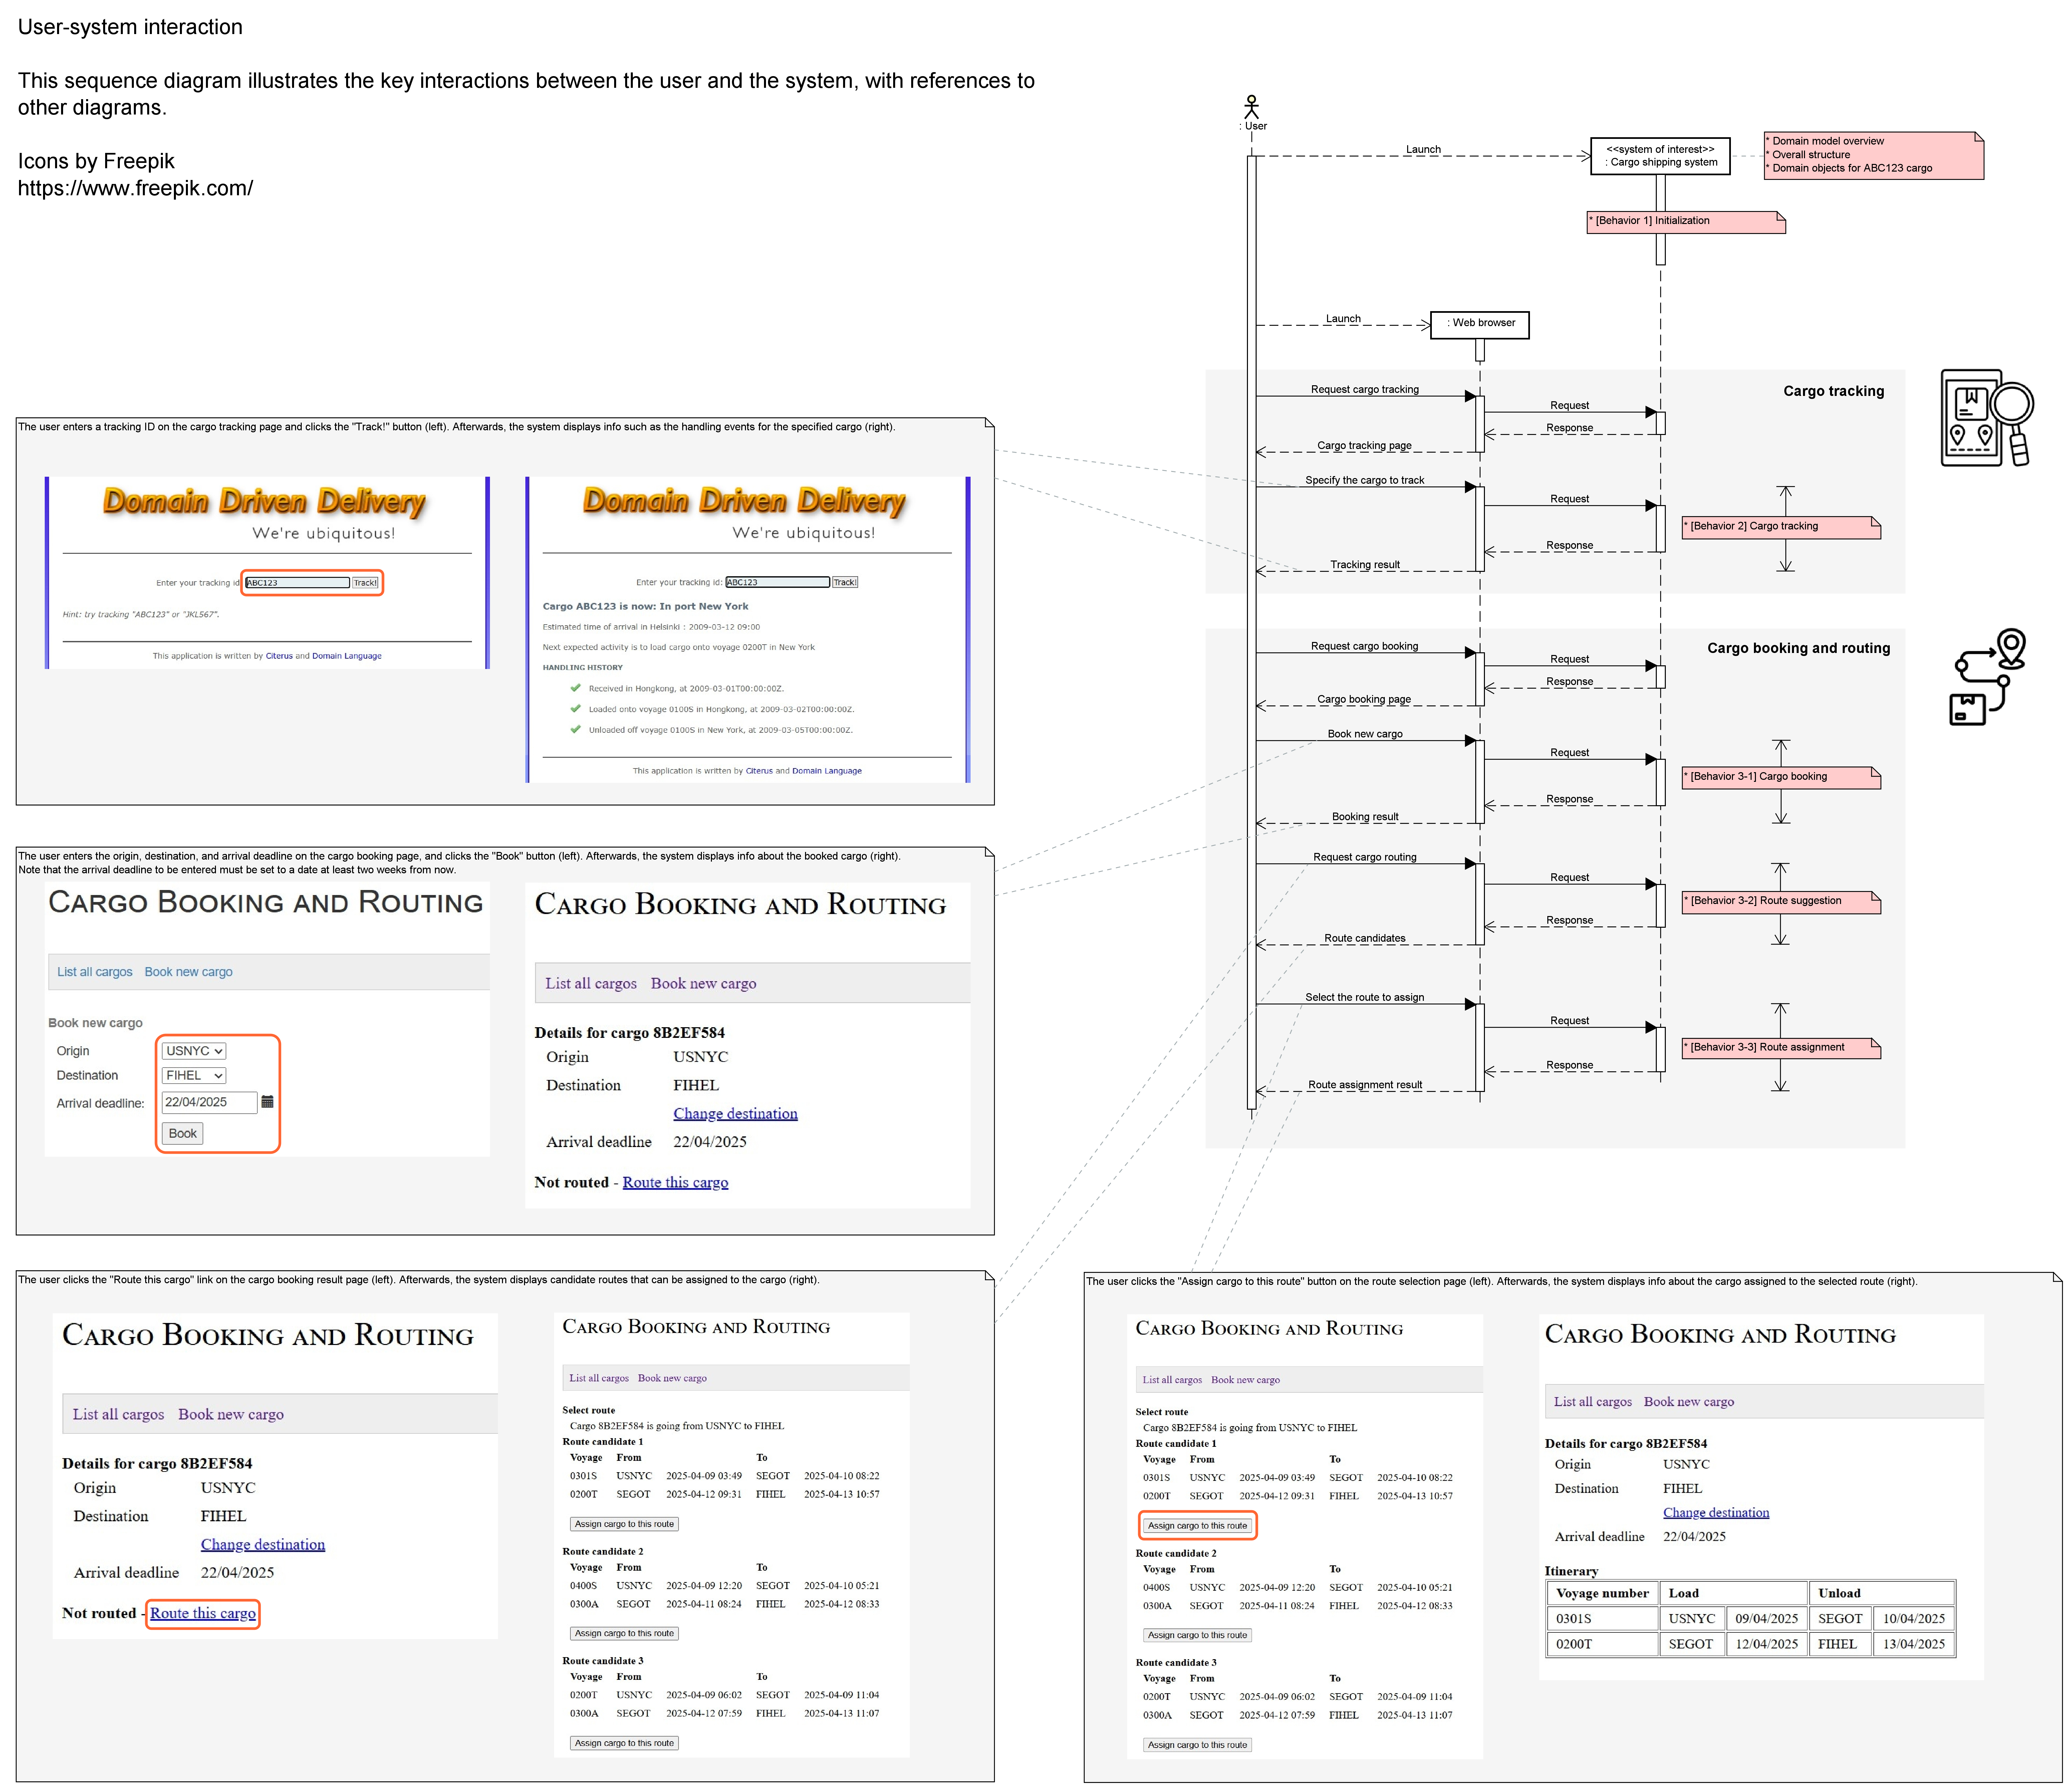 User-system interaction
This sequence diagram illustrates the key interactions between the user and the system, with references to
other diagrams.
Icons by Freepik
https://www.freepik.com/
: User
Launch
<<system of interest>>
: Cargo shipping system
* Domain model overview
* Overall structure
* Domain objects for ABC123 cargo
* [Behavior 1] Initialization
Launch
: Web browser
Cargo tracking
Request cargo tracking
Request
Response
Cargo tracking page
Specify the cargo to track
Request
* [Behavior 2] Cargo tracking
Response
Tracking result
Cargo booking and routing
Request cargo booking
Request
Response
Cargo booking page
Book new cargo
Request
* [Behavior 3-1] Cargo booking
Response
Booking result
Request cargo routing
Request
* [Behavior 3-2] Route suggestion
Response
Route candidates
Select the route to assign
Request
* [Behavior 3-3] Route assignment
Response
Route assignment result
The user enters a tracking ID on the cargo tracking page and clicks the "Track!" button (left). Afterwards, the system displays info such as the handling events for the specified cargo (right).
Domain Driven Delivery
We're ubiquitous!
Enter your tracking id: ABC123 Track!
Hint: try tracking "ABC123" or "JKL567".
This application is written by Citerus and Domain Language
Domain Driven Delivery
We're ubiquitous!
Enter your tracking id: ABC123 Track!
Cargo ABC123 is now: In port New York
Estimated time of arrival in Helsinki : 2009-03-12 09:00
Next expected activity is to load cargo onto voyage 0200T in New York
HANDLING HISTORY
Received in Hongkong, at 2009-03-01T00:00:00Z.
Loaded onto voyage 0100S in Hongkong, at 2009-03-02T00:00:00Z.
Unloaded off voyage 0100S in New York, at 2009-03-05T00:00:00Z.
This application is written by Citerus and Domain Language
The user enters the origin, destination, and arrival deadline on the cargo booking page, and clicks the "Book" button (left). Afterwards, the system displays info about the booked cargo (right).
Note that the arrival deadline to be entered must be set to a date at least two weeks from now.
CARGO BOOKING AND ROUTING
List all cargos Book new cargo
Book new cargo
Origin USNYC
Destination FIHEL
Arrival deadline: 22/04/2025
Book
CARGO BOOKING AND ROUTING
List all cargos Book new cargo
Details for cargo 8B2EF584
Origin USNYC
Destination FIHEL
Change destination
Arrival deadline 22/04/2025
Not routed - Route this cargo
The user clicks the "Route this cargo" link on the cargo booking result page (left). Afterwards, the system displays candidate routes that can be assigned to the cargo (right).
CARGO BOOKING AND ROUTING
List all cargos Book new cargo
Details for cargo 8B2EF584
Origin USNYC
Destination FIHEL
Change destination
Arrival deadline 22/04/2025
Not routed - Route this cargo
CARGO BOOKING AND ROUTING
List all cargos Book new cargo
Select route
Cargo 8B2EF584 is going from USNYC to FIHEL
Route candidate 1
Voyage From To
0301S USNYC 2025-04-09 03:49 SEGOT 2025-04-10 08:22
0200T SEGOT 2025-04-12 09:31 FIHEL 2025-04-13 10:57
Assign cargo to this route
Route candidate 2
Voyage From To
0400S USNYC 2025-04-09 12:20 SEGOT 2025-04-10 05:21
0300A SEGOT 2025-04-11 08:24 FIHEL 2025-04-12 08:33
Assign cargo to this route
Route candidate 3
Voyage From To
0200T USNYC 2025-04-09 06:02 SEGOT 2025-04-09 11:04
0300A SEGOT 2025-04-12 07:59 FIHEL 2025-04-13 11:07
Assign cargo to this route
The user clicks the "Assign cargo to this route" button on the route selection page (left). Afterwards, the system displays info about the cargo assigned to the selected route (right).
CARGO BOOKING AND ROUTING
List all cargos Book new cargo
Select route
Cargo 8B2EF584 is going from USNYC to FIHEL
Route candidate 1
Voyage From To
0301S USNYC 2025-04-09 03:49 SEGOT 2025-04-10 08:22
0200T SEGOT 2025-04-12 09:31 FIHEL 2025-04-13 10:57
Assign cargo to this route
Route candidate 2
Voyage From To
0400S USNYC 2025-04-09 12:20 SEGOT 2025-04-10 05:21
0300A SEGOT 2025-04-11 08:24 FIHEL 2025-04-12 08:33
Assign cargo to this route
Route candidate 3
Voyage From To
0200T USNYC 2025-04-09 06:02 SEGOT 2025-04-09 11:04
0300A SEGOT 2025-04-12 07:59 FIHEL 2025-04-13 11:07
Assign cargo to this route
CARGO BOOKING AND ROUTING
List all cargos Book new cargo
Details for cargo 8B2EF584
Origin USNYC
Destination FIHEL
Change destination
Arrival deadline 22/04/2025
Itinerary
Voyage number Load Unload
0301S USNYC 09/04/2025 SEGOT 10/04/2025
0200T SEGOT 12/04/2025 FIHEL 13/04/2025